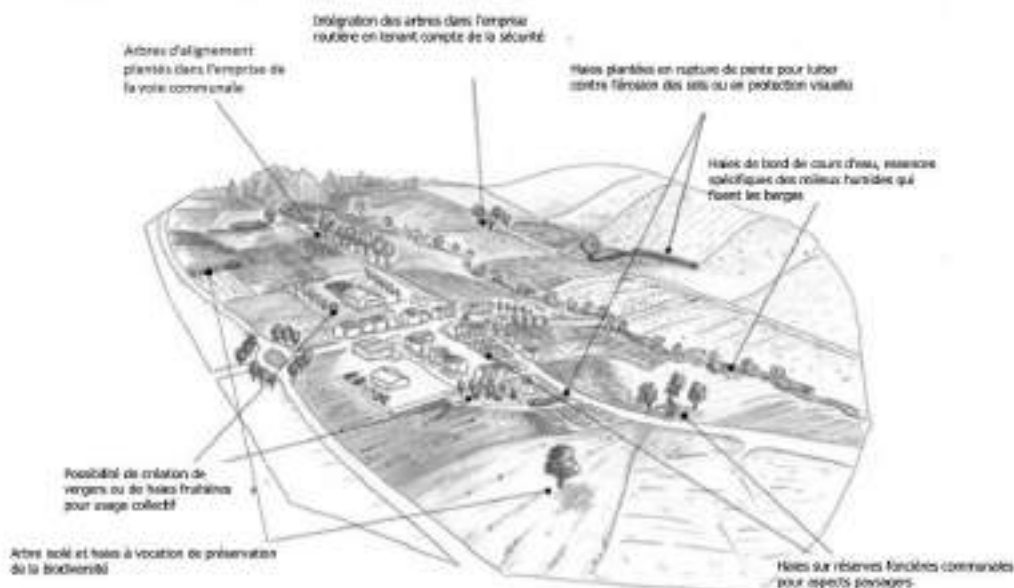 Intégration des arbres dans l'emprise
routière en tenant compte de la sécurité
Arbres d'alignement
plantés dans l'emprise de
la voie communale
Haies plantées en rupture de pente pour lutter
contre l'érosion des sols ou en protection visuelle
Haies de bord de cours d'eau, essences
spécifiques des milieux humides qui
fixent les berges
Possibilité de création de
vergers ou de haies fruitières
pour usage collectif
Arbre isolé et haies à vocation de préservation
de la biodiversité
Haies sur réserves foncières communales
pour aspects paysagers